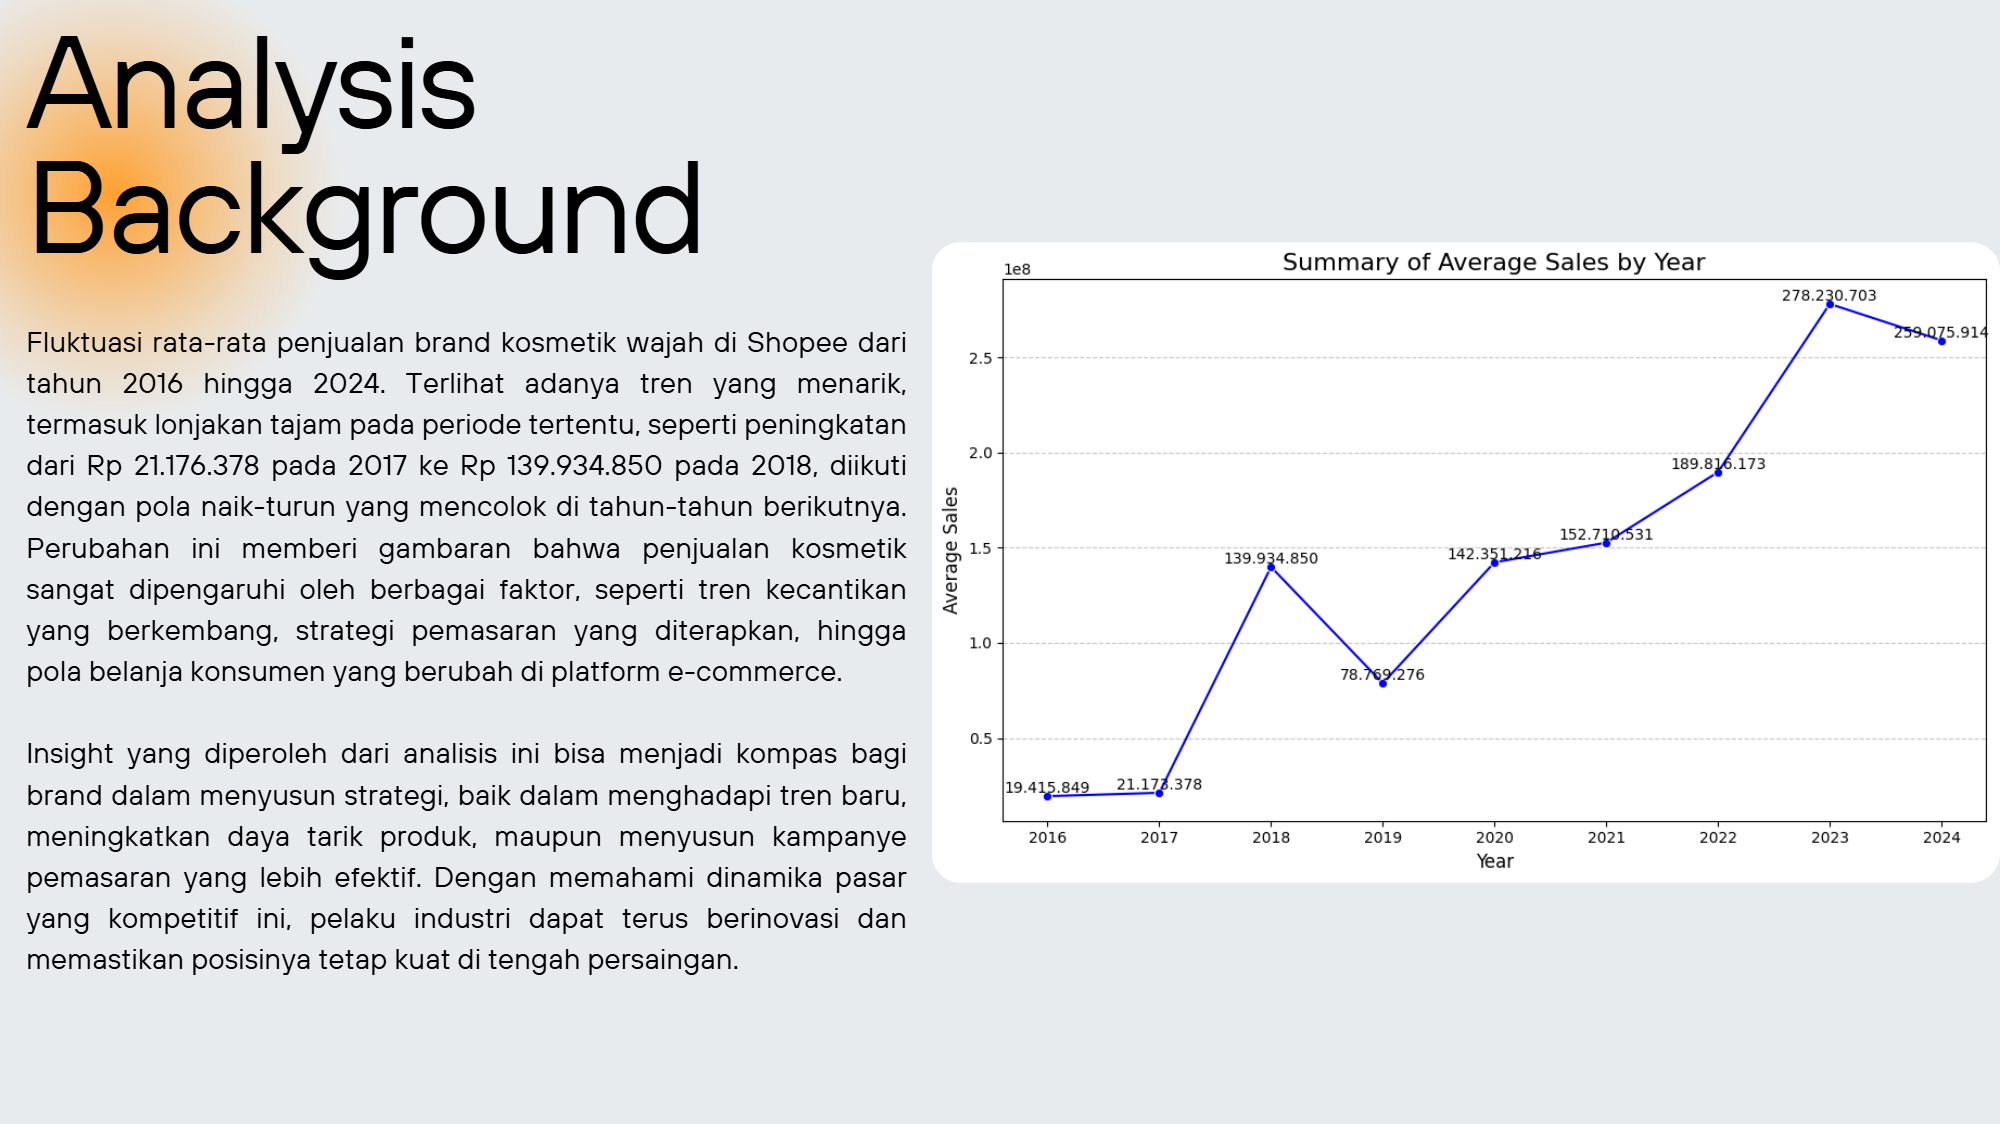 Analysis
Background
Fluktuasi rata-rata penjualan brand kosmetik wajah di Shopee dari
tahun 2016 hingga 2024. Terlihat adanya tren yang menarik,
termasuk lonjakan tajam pada periode tertentu, seperti peningkatan
dari Rp 21.176.378 pada 2017 ke Rp 139.934.850 pada 2018, diikuti
dengan pola naik-turun yang mencolok di tahun-tahun berikutnya.
Perubahan ini memberi gambaran bahwa penjualan kosmetik
sangat dipengaruhi oleh berbagai faktor, seperti tren kecantikan
yang berkembang, strategi pemasaran yang diterapkan, hingga
pola belanja konsumen yang berubah di platform e-commerce.
Insight yang diperoleh dari analisis ini bisa menjadi kompas bagi
brand dalam menyusun strategi, baik dalam menghadapi tren baru,
meningkatkan daya tarik produk, maupun menyusun kampanye
pemasaran yang lebih efektif. Dengan memahami dinamika pasar
yang kompetitif ini, pelaku industri dapat terus berinovasi dan
memastikan posisinya tetap kuat di tengah persaingan.
Summary of Average Sales by Year
1e8
278.230.703
259.075.914
2.5
2.0
189.816.173
Average Sales
152.710.531
1.5
142.351.216
139.934.850
1.0
78.769.276
0.5
19.415.849
21.173.378
2016 2017 2018 2019 2020 2021 2022 2023 2024
Year